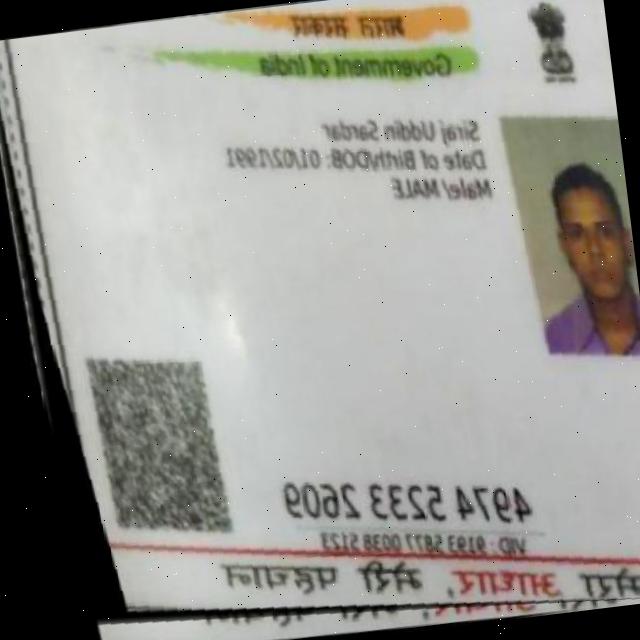 भारत सरकार
Government of India
Siraj Uddin Sardar
Date of Birth/DOB: 01/02/1991
Male/ MALE
4974 5233 2609
VID: 9193 5877 0038 5123
मेरा आधार, मेरी पहचान